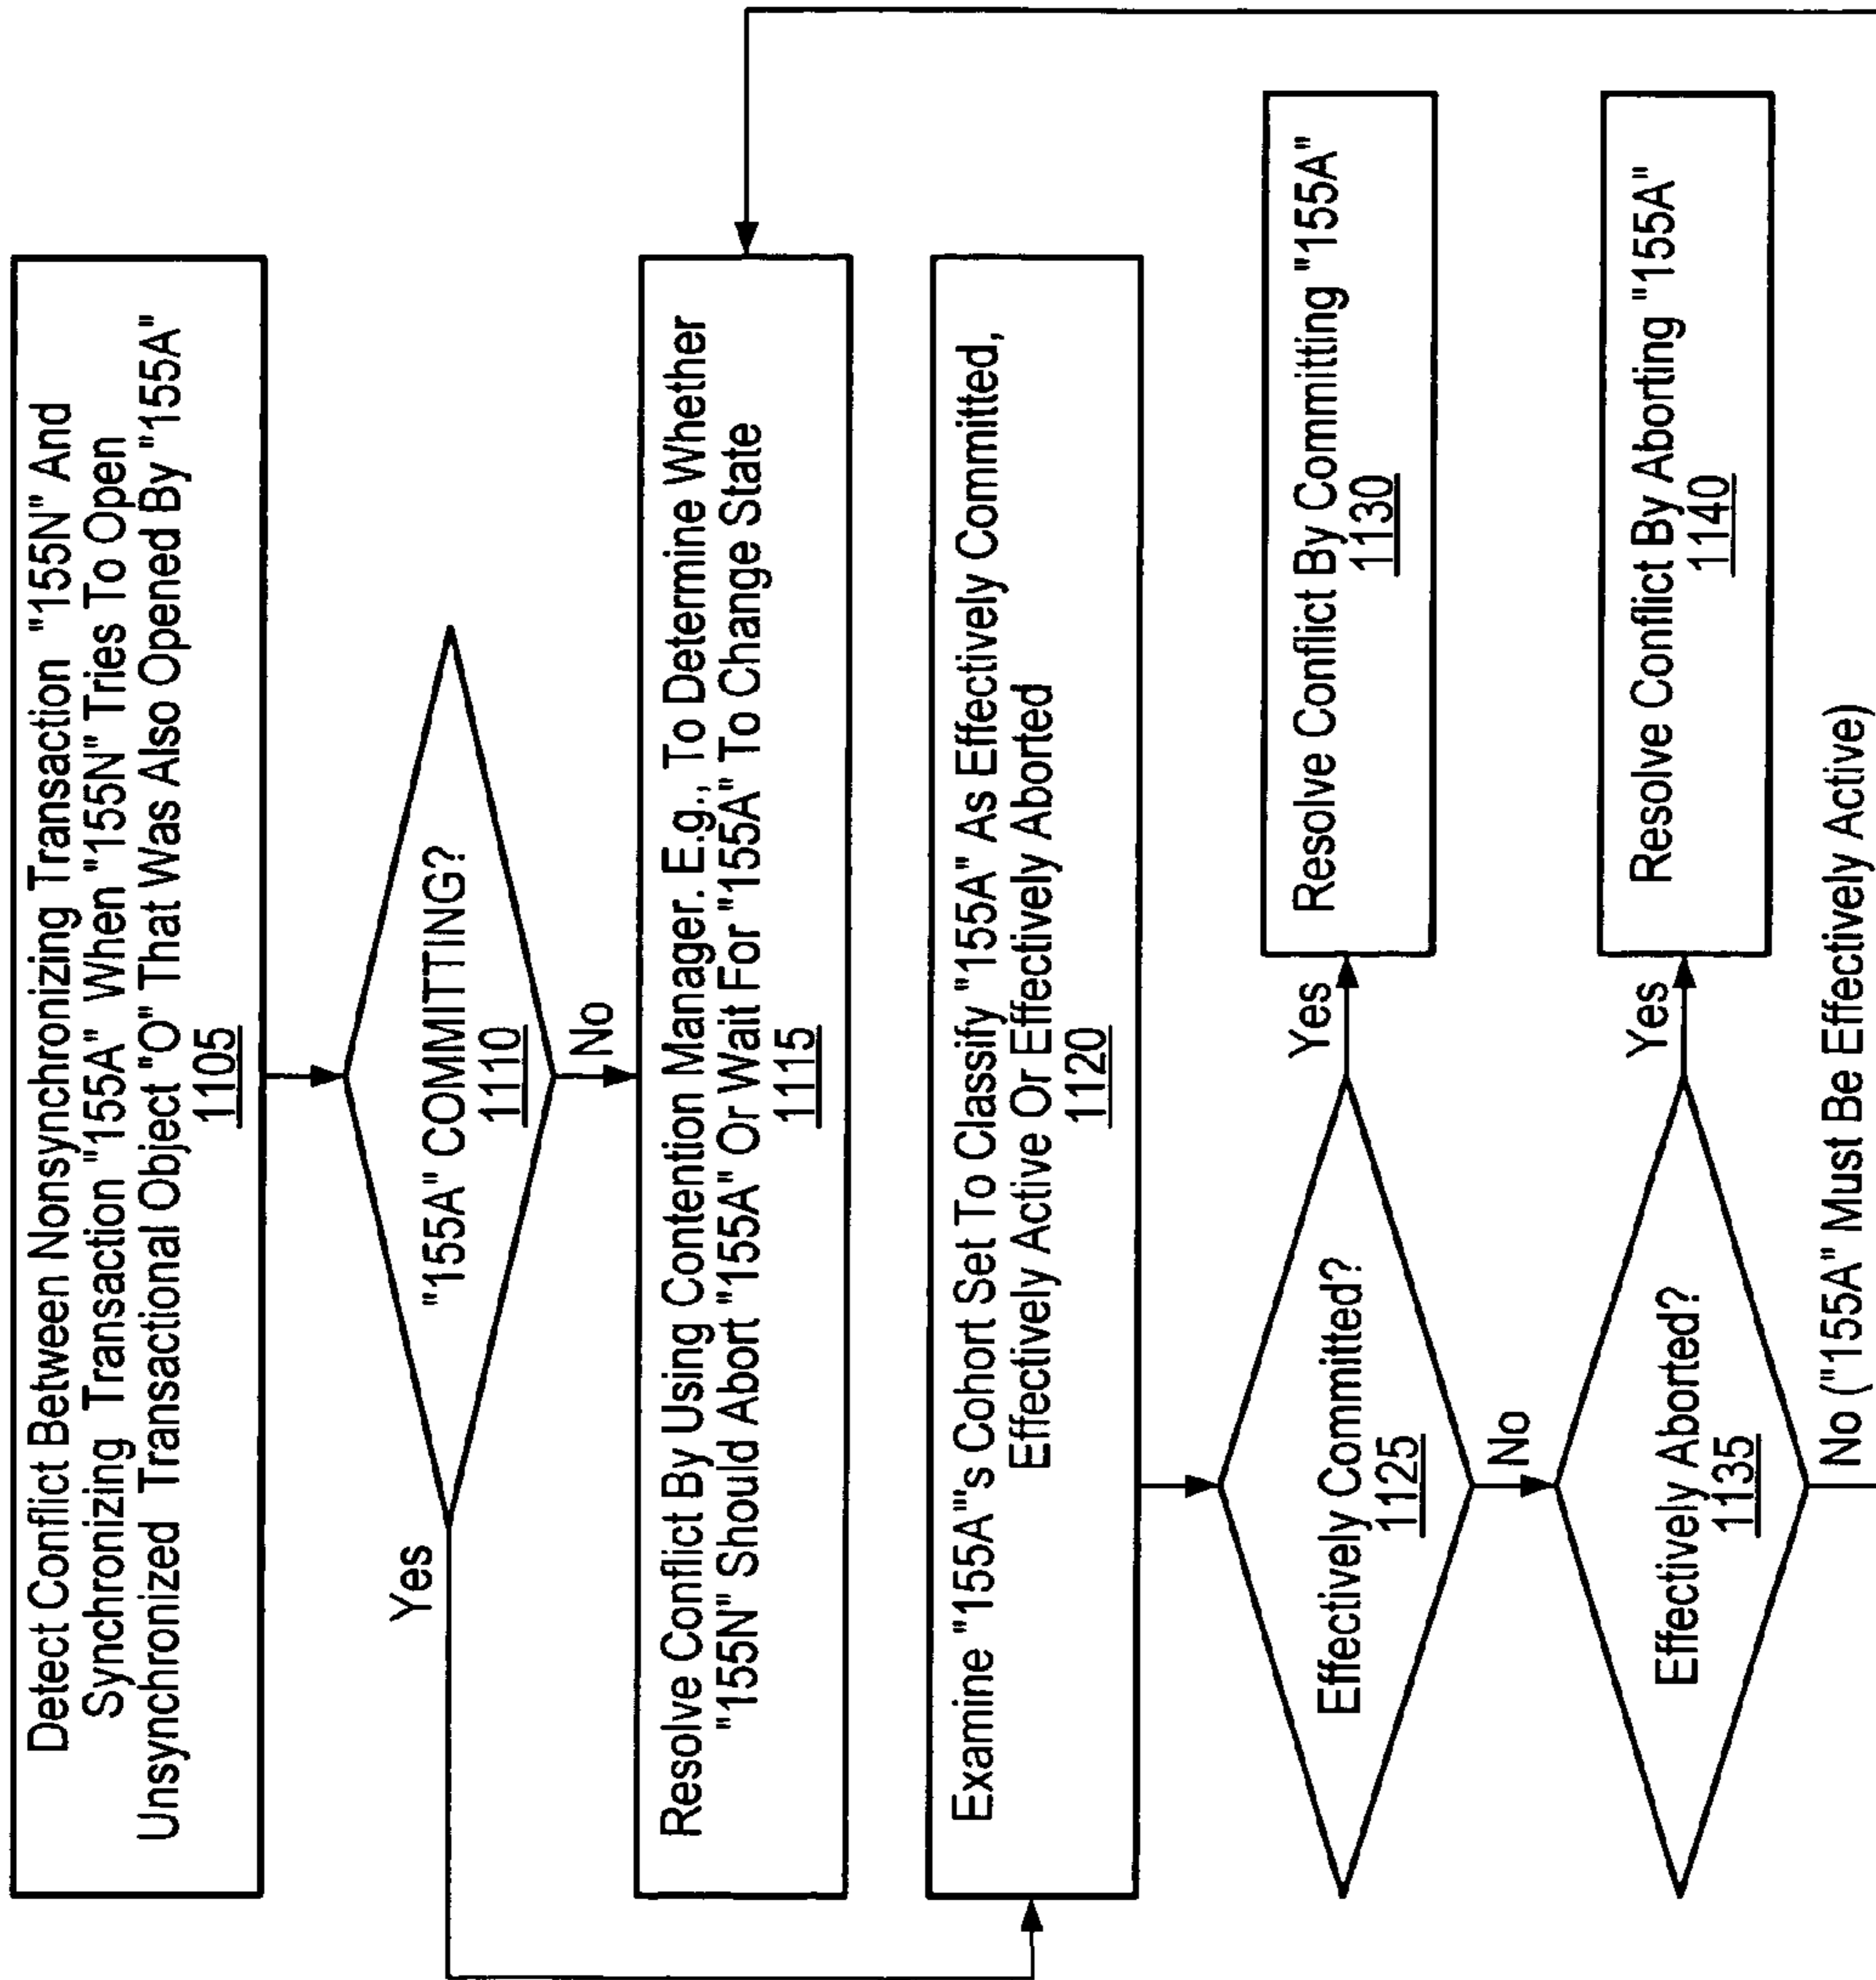 Detect Conflict Between Nonsynchronizing Transaction "155N" And
Synchronizing Transaction "155A" When "155N" Tries To Open
Unsynchronized Transactional Object "O" That Was Also Opened By "155A"
1105
"155A" COMMITTING?
1110
Yes
No
Resolve Conflict By Using Contention Manager. E.g., To Determine Whether
"155N" Should Abort "155A" Or Wait For "155A" To Change State
1115
Examine "155A"'s Cohort Set To Classify "155A" As Effectively Committed,
Effectively Active Or Effectively Aborted
1120
Effectively Committed?
1125
Yes
Resolve Conflict By Committing "155A"
1130
No
Effectively Aborted?
1135
Yes
Resolve Conflict By Aborting "155A"
1140
No ("155A" Must Be Effectively Active)